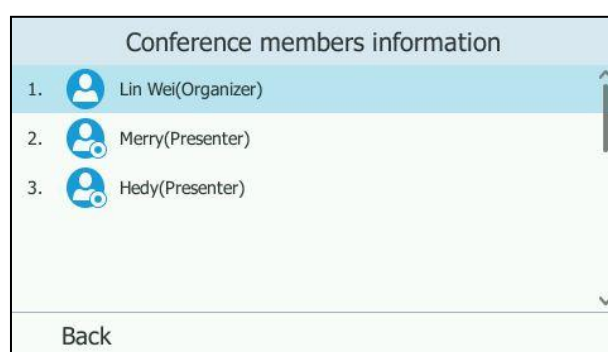 Conference members information
1. Lin Wei(Organizer)
2. Merry(Presenter)
3. Hedy(Presenter)
Back